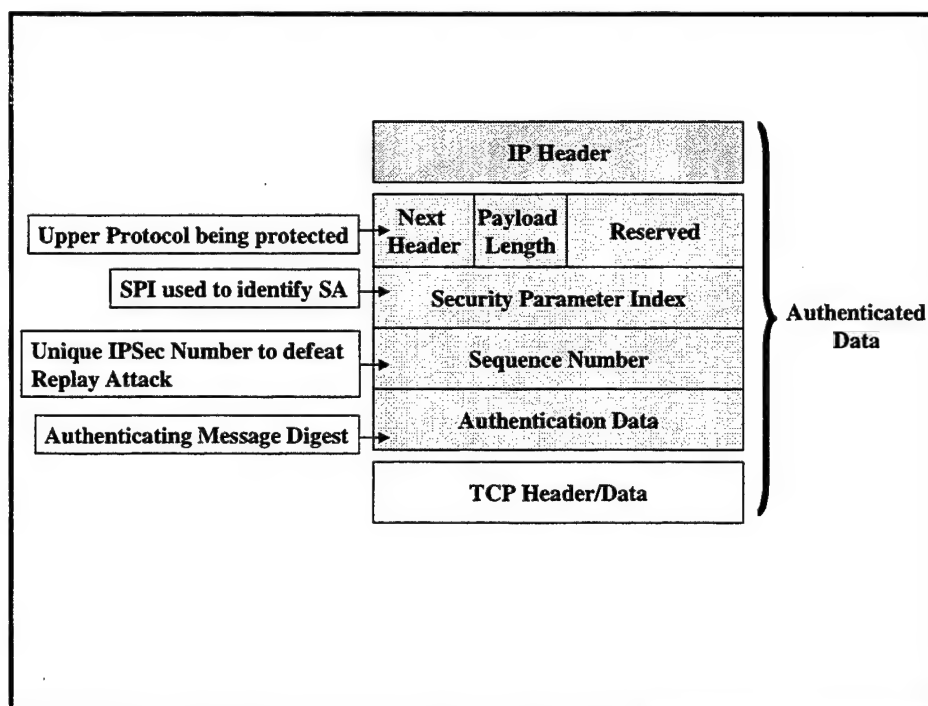 IP Header
Upper Protocol being protected
Next
Header
Payload
Length
Reserved
SPI used to identify SA
Security Parameter Index
Authenticated
Data
Unique IPSec Number to defeat
Replay Attack
Sequence Number
Authenticating Message Digest
Authentication Data
TCP Header/Data